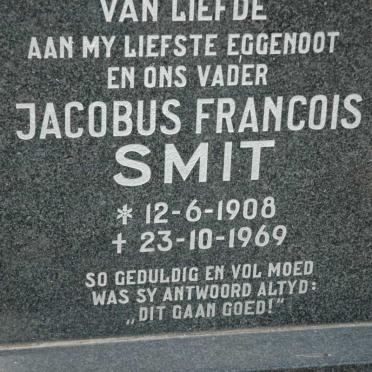 VAN LIEFDE
AAN MY LIEFSTE EGGENOOT
EN ONS VADER
JACOBUS FRANCOIS
SMIT
* 12-6-1908
† 23-10-1969
SO GEDULDIG EN VOL MOED
WAS SY ANTWOORD ALTYD:
„DIT GAAN GOED!"